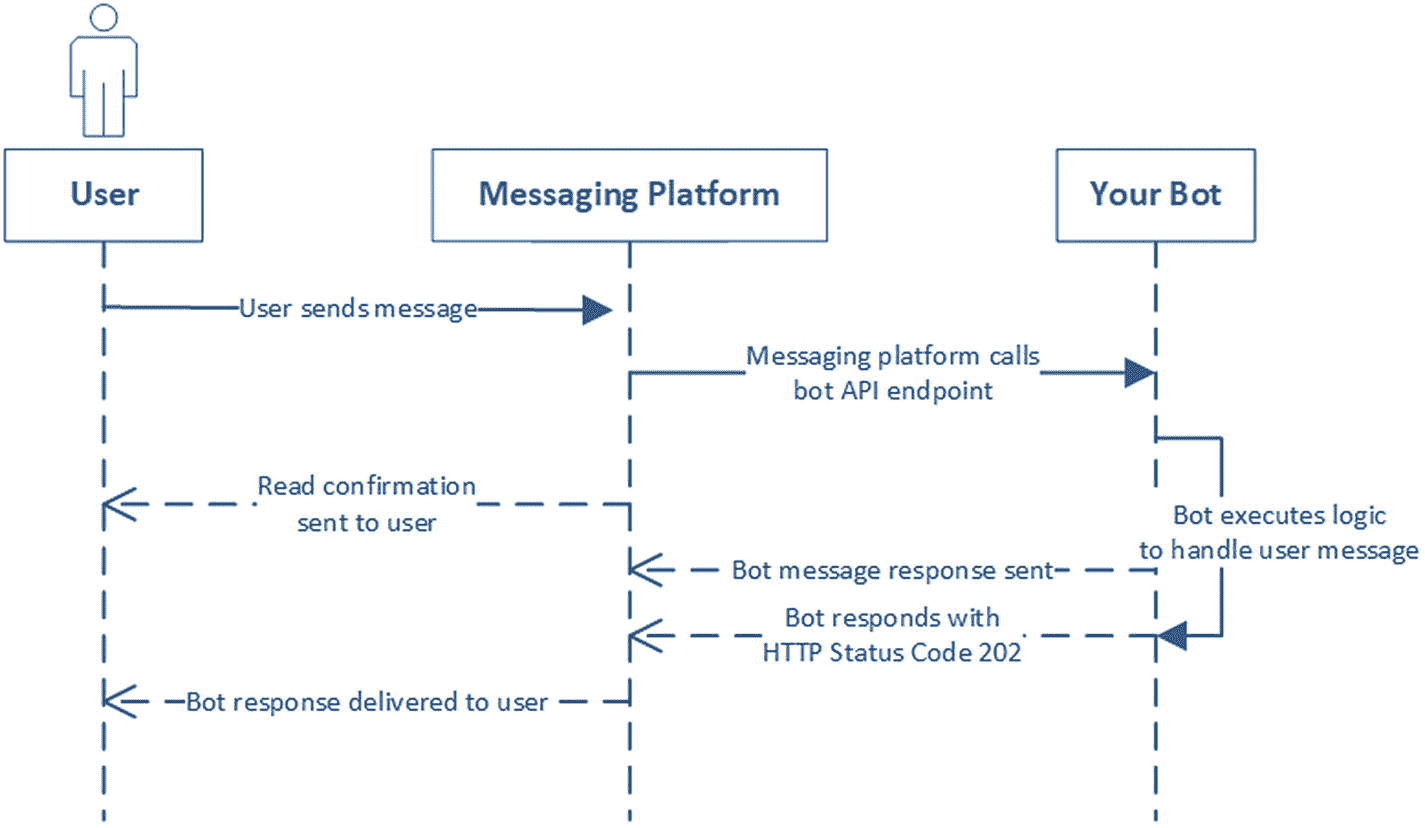 User
Messaging Platform
Your Bot
User sends message
Messaging platform calls
bot API endpoint
Read confirmation
sent to user
Bot executes logic
to handle user message
Bot message response sent
Bot responds with
HTTP Status Code 202
Bot response delivered to user